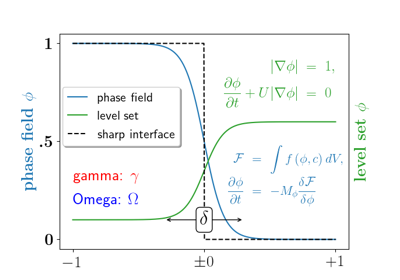 1
.5
0
−1
±0
+1
phase field ϕ
level set ϕ
phase field
level set
sharp interface
gamma: γ
Omega: Ω
|∇ϕ| = 1,
∂ϕ/∂t + U|∇ϕ| = 0
ℱ = ∫ f(ϕ, c) dV,
∂ϕ/∂t = −M_ϕ δℱ/δϕ
δ